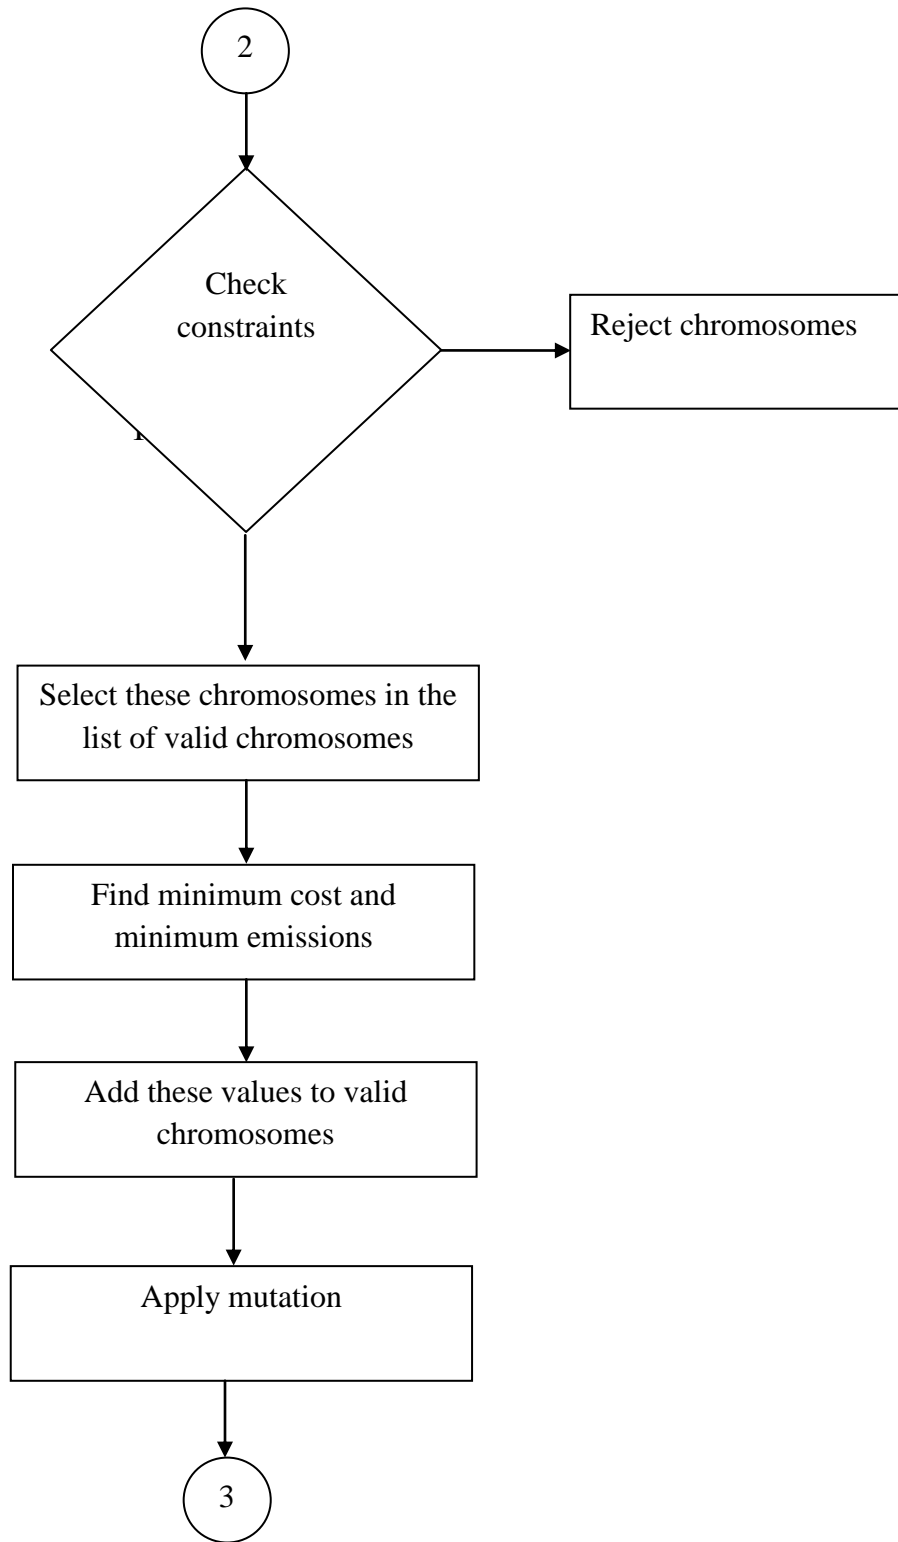 2
Check
constraints
Reject chromosomes
Select these chromosomes in the
list of valid chromosomes
Find minimum cost and
minimum emissions
Add these values to valid
chromosomes
Apply mutation
3